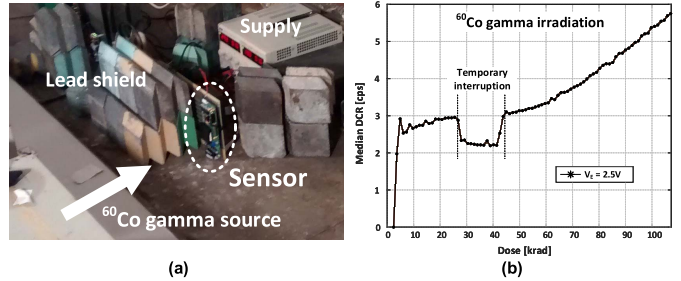 Supply
Lead shield
Sensor
⁶⁰Co gamma source
(a)
⁶⁰Co gamma irradiation
Temporary
interruption
Median DCR [cps]
6
5
4
3
2
1
0
V_E = 2.5V
0 10 20 30 40 50 60 70 80 90 100
Dose [krad]
(b)